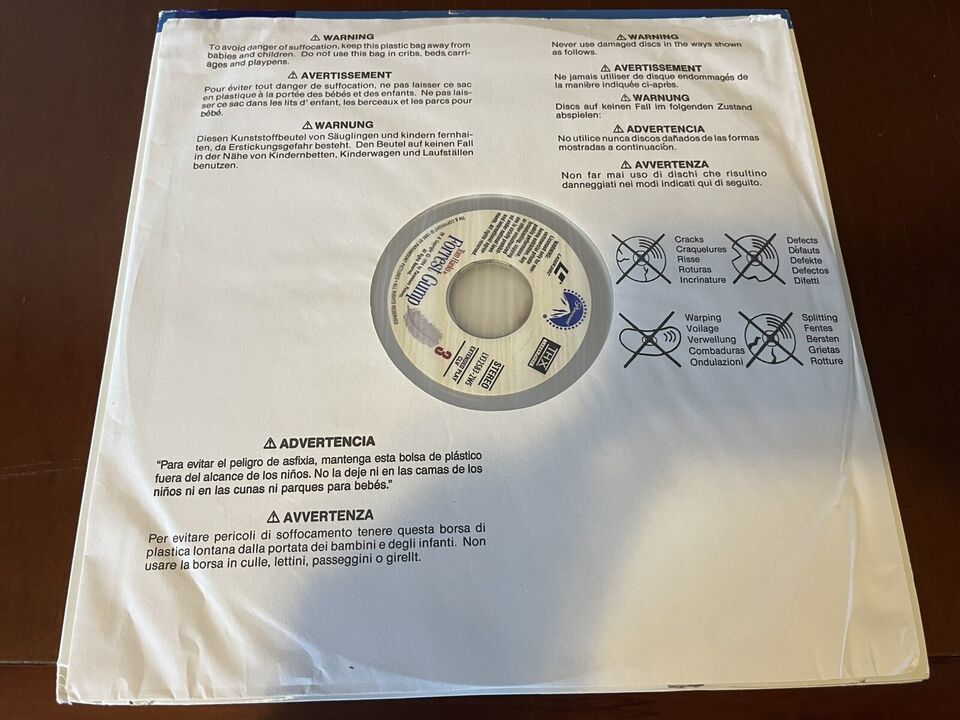 ⚠ WARNING
To avoid danger of suffocation, keep this plastic bag away from
babies and children. Do not use this bag in cribs, beds, carri-
ages and playpens.
⚠ AVERTISSEMENT
Pour éviter tout danger de suffocation, ne pas laisser ce sac
en plastique à la portée des bébés et des enfants. Ne pas lais-
ser ce sac dans les lits d' enfant, les berceaux et les parcs pour
bébé.
⚠ WARNUNG
Diesen Kunststoffbeutel von Säuglingen und kindern fernhal-
ten, da Erstickungsgefahr besteht. Den Beutel auf keinen Fall
in der Nähe von Kindernbetten, Kinderwagen und Laufställen
benutzen.
⚠ WARNING
Never use damaged discs in the ways shown
as follows.
⚠ AVERTISSEMENT
Ne jamais utiliser de disque endommagés de
la manière indiquée ci-après.
⚠ WARNUNG
Discs auf keinen Fall im folgenden Zustand
abspielen:
⚠ ADVERTENCIA
No utilice nunca discos dañados de las formas
mostradas a continuación.
⚠ AVVERTENZA
Non far mai uso di dischi che risultino
danneggiati nei modi indicati qui di seguito.
Cracks
Craquelures
Risse
Roturas
Incrinature
Defects
Défauts
Defekte
Defectos
Difetti
Warping
Voilage
Verwellung
Combaduras
Ondulazioni
Splitting
Fentes
Bersten
Grietas
Rotture
Tom Hanks
Forrest Gump
3
STEREO
LV32583-2WS
EXTENDED PLAY
CLV
THX
LASER DISC
⚠ ADVERTENCIA
"Para evitar el peligro de asfixia, mantenga esta bolsa de plástico
fuera del alcance de los niños. No la deje ni en las camas de los
niños ni en las cunas ni parques para bebés."
⚠ AVVERTENZA
Per evitare pericoli di soffocamento tenere questa borsa di
plastica lontana dalla portata dei bambini e degli infanti. Non
usare la borsa in culle, lettini, passeggini o girellt.